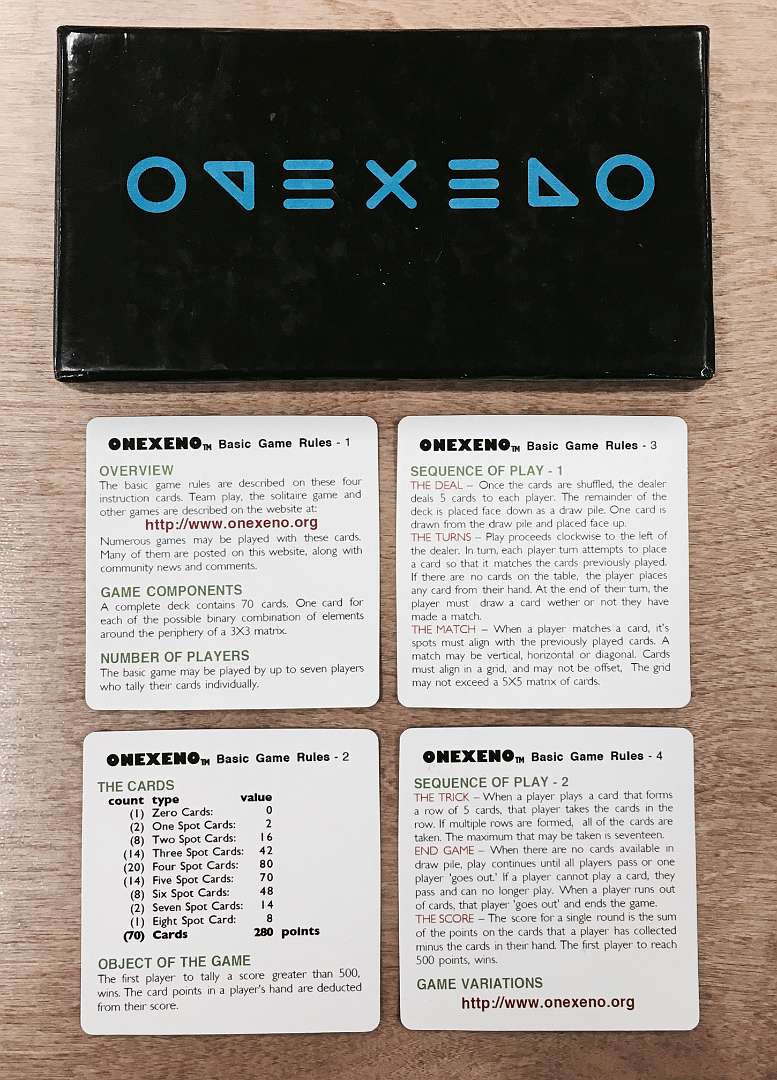 ONEXENO
ONEXENO™ Basic Game Rules - 1
OVERVIEW
The basic game rules are described on these four
instruction cards. Team play, the solitaire game and
other games are described on the website at:
http://www.onexeno.org
Numerous games may be played with these cards.
Many of them are posted on this website, along with
community news and comments.
GAME COMPONENTS
A complete deck contains 70 cards. One card for
each of the possible binary combination of elements
around the periphery of a 3X3 matrix.
NUMBER OF PLAYERS
The basic game may be played by up to seven players
who tally their cards individually.
ONEXENO™ Basic Game Rules - 2
THE CARDS
count type value
(1) Zero Cards: 0
(2) One Spot Cards: 2
(8) Two Spot Cards: 16
(14) Three Spot Cards: 42
(20) Four Spot Cards: 80
(14) Five Spot Cards: 70
(8) Six Spot Cards: 48
(2) Seven Spot Cards: 14
(1) Eight Spot Card: 8
(70) Cards 280 points
OBJECT OF THE GAME
The first player to tally a score greater than 500,
wins. The card points in a player's hand are deducted
from their score.
ONEXENO™ Basic Game Rules - 3
SEQUENCE OF PLAY - 1
THE DEAL – Once the cards are shuffled, the dealer
deals 5 cards to each player. The remainder of the
deck is placed face down as a draw pile. One card is
drawn from the draw pile and placed face up.
THE TURNS – Play proceeds clockwise to the left of
the dealer. In turn, each player turn attempts to place
a card so that it matches the cards previously played.
If there are no cards on the table, the player places
any card from their hand. At the end of their turn, the
player must draw a card wether or not they have
made a match.
THE MATCH – When a player matches a card, it's
spots must align with the previously played cards. A
match may be vertical, horizontal or diagonal. Cards
must align in a grid, and may not be offset, The grid
may not exceed a 5X5 matrix of cards.
ONEXENO™ Basic Game Rules - 4
SEQUENCE OF PLAY - 2
THE TRICK – When a player plays a card that forms
a row of 5 cards, that player takes the cards in the
row. If multiple rows are formed, all of the cards are
taken. The maximum that may be taken is seventeen.
END GAME – When there are no cards available in
draw pile, play continues until all players pass or one
player 'goes out.' If a player cannot play a card, they
pass and can no longer play. When a player runs out
of cards, that player 'goes out' and ends the game.
THE SCORE – The score for a single round is the sum
of the points on the cards that a player has collected
minus the cards in their hand. The first player to reach
500 points, wins.
GAME VARIATIONS
http://www.onexeno.org